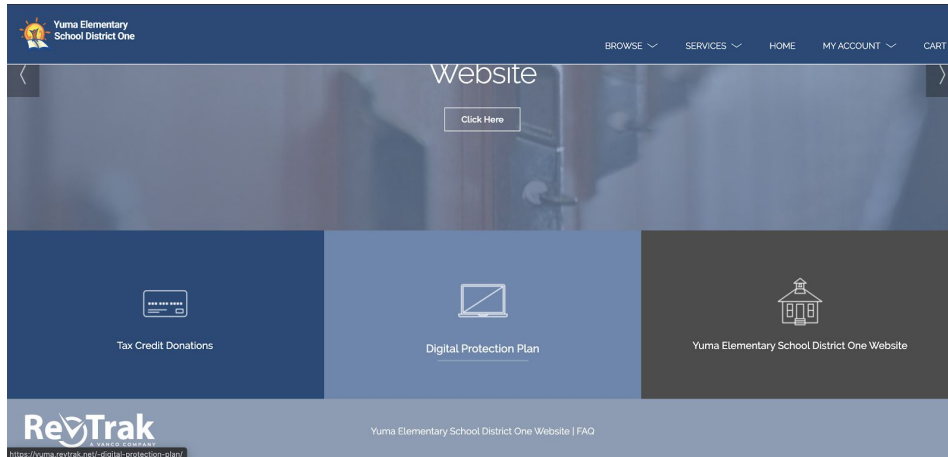 Yuma Elementary
School District One
BROWSE SERVICES HOME MY ACCOUNT CART
Website
Click Here
Tax Credit Donations
Digital Protection Plan
Yuma Elementary School District One Website
RevTrak
A VANCO COMPANY
Yuma Elementary School District One Website | FAQ
https://yuma.revtrak.net/-digital-protection-plan/